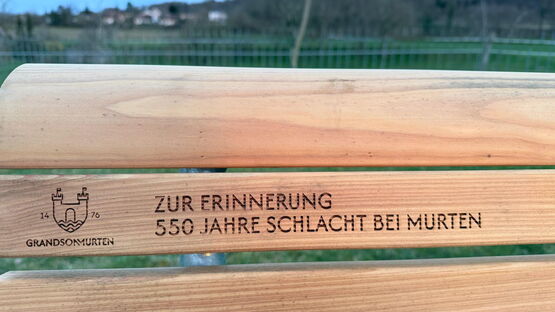 14 76
GRANDSONMURTEN
ZUR ERINNERUNG
550 JAHRE SCHLACHT BEI MURTEN